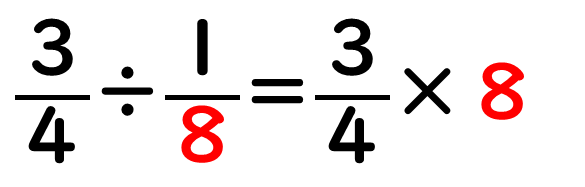 3/4 ÷ 1/8 = 3/4 × 8